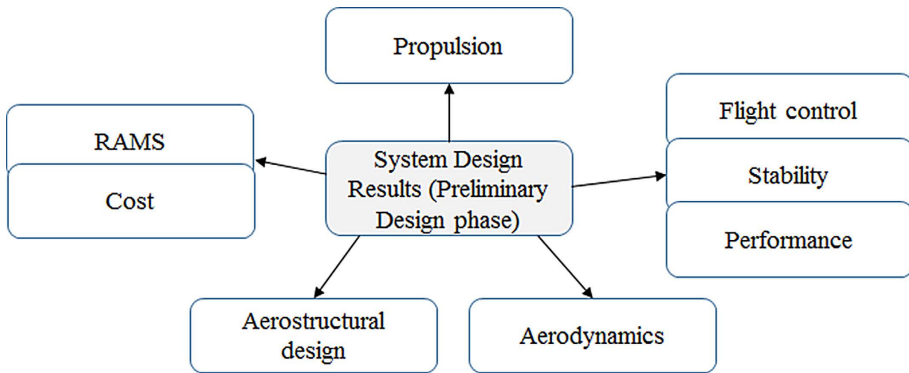 Propulsion
Flight control
RAMS
System Design
Results (Preliminary
Design phase)
Stability
Cost
Performance
Aerostructural
design
Aerodynamics